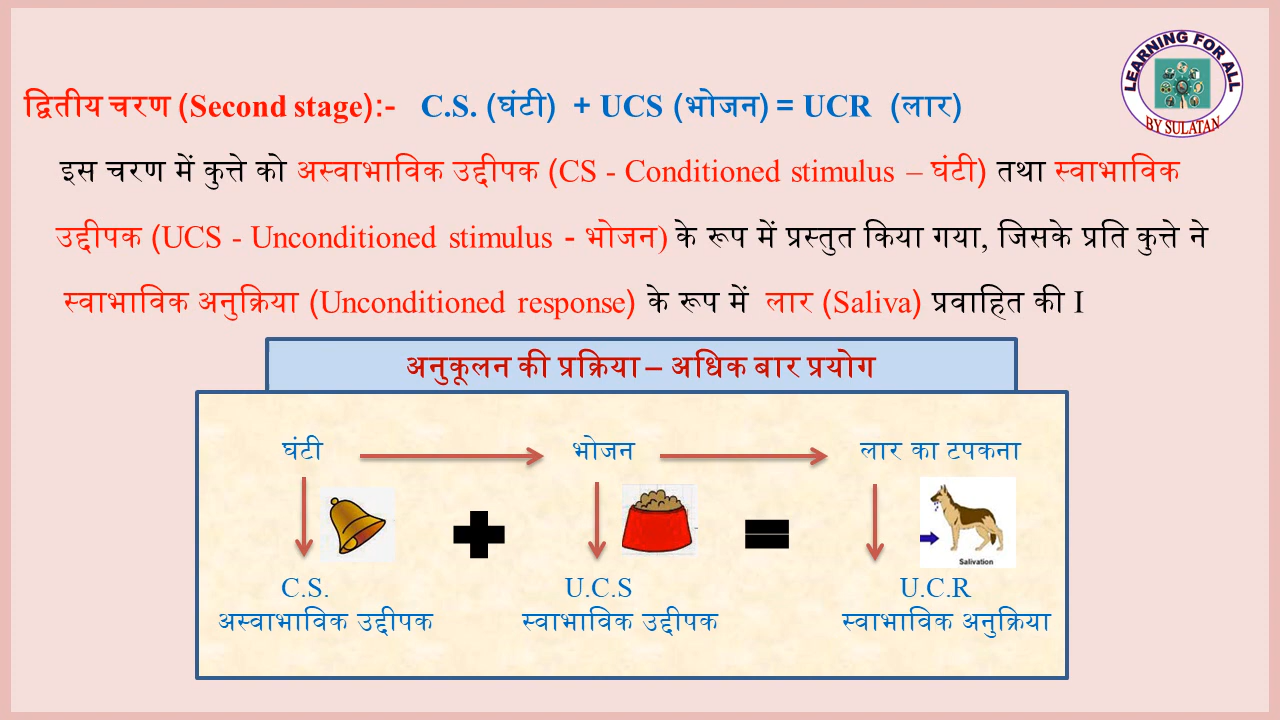 LEARNING FOR ALL
BY SULATAN
द्वितीय चरण (Second stage):- C.S. (घंटी) + UCS (भोजन) = UCR (लार)
इस चरण में कुत्ते को अस्वाभाविक उद्दीपक (CS - Conditioned stimulus – घंटी) तथा स्वाभाविक
उद्दीपक (UCS - Unconditioned stimulus - भोजन) के रूप में प्रस्तुत किया गया, जिसके प्रति कुत्ते ने
स्वाभाविक अनुक्रिया (Unconditioned response) के रूप में लार (Saliva) प्रवाहित की I
अनुकूलन की प्रक्रिया – अधिक बार प्रयोग
घंटी भोजन लार का टपकना
Salivation
C.S. U.C.S U.C.R
अस्वाभाविक उद्दीपक स्वाभाविक उद्दीपक स्वाभाविक अनुक्रिया